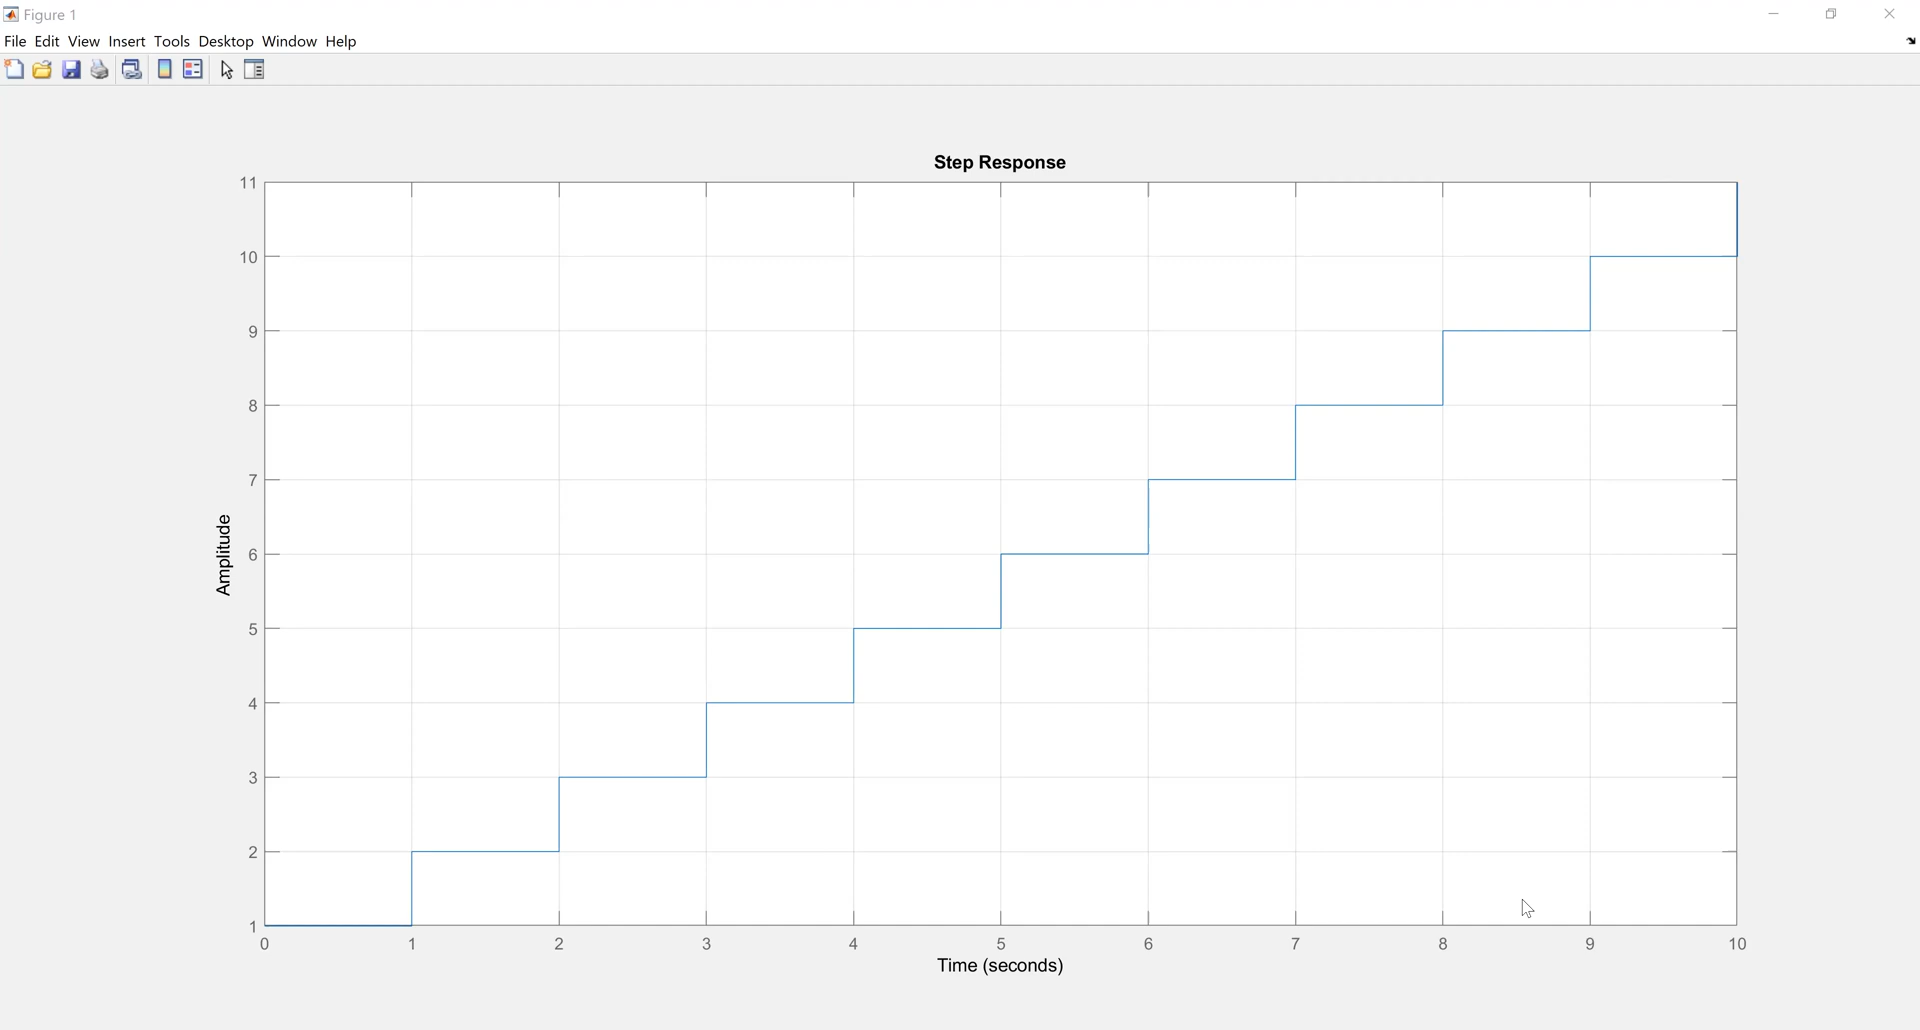 Figure 1
File Edit View Insert Tools Desktop Window Help
Step Response
11
10
9
8
7
6
5
4
3
2
1
Amplitude
0 1 2 3 4 5 6 7 8 9 10
Time (seconds)